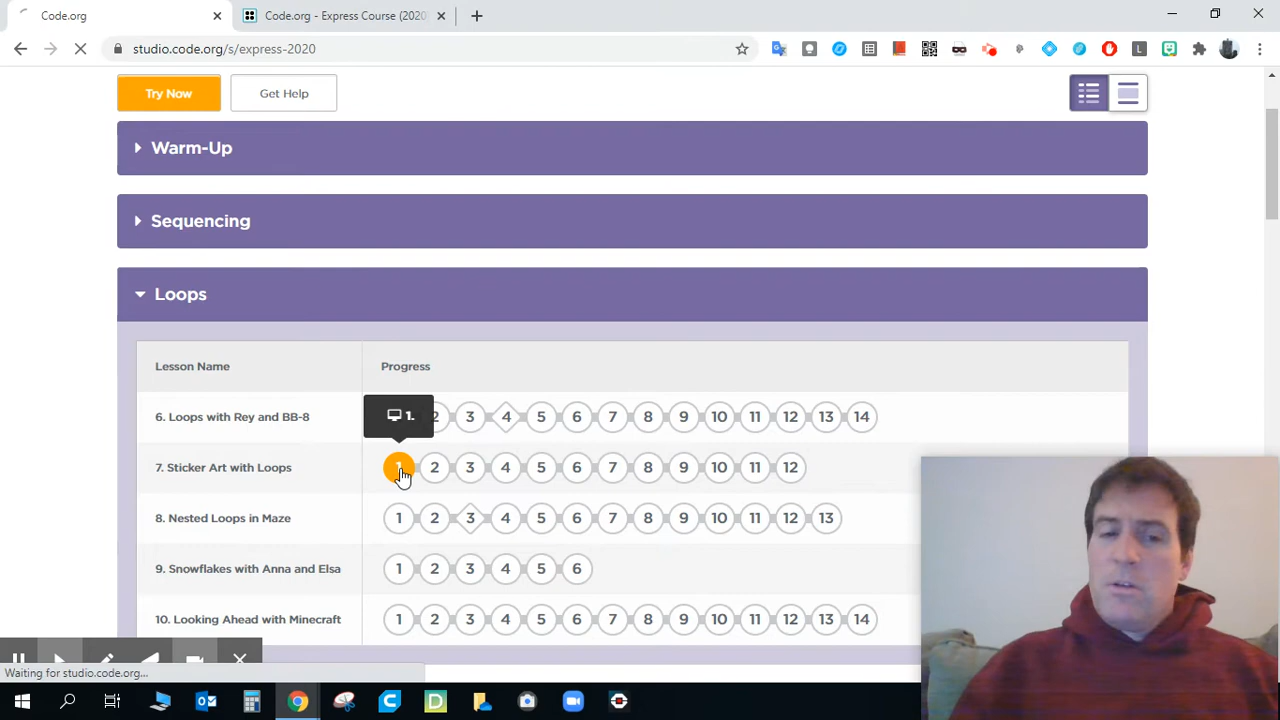 Code.org
Code.org - Express Course (2020)
studio.code.org/s/express-2020
Try Now
Get Help
Warm-Up
Sequencing
Loops
Lesson Name
Progress
1.
6. Loops with Rey and BB-8
2 3 4 5 6 7 8 9 10 11 12 13 14
7. Sticker Art with Loops
1 2 3 4 5 6 7 8 9 10 11 12
8. Nested Loops in Maze
1 2 3 4 5 6 7 8 9 10 11 12 13
9. Snowflakes with Anna and Elsa
1 2 3 4 5 6
10. Looking Ahead with Minecraft
1 2 3 4 5 6 7 8 9 10 11 12 13 14
Waiting for studio.code.org...